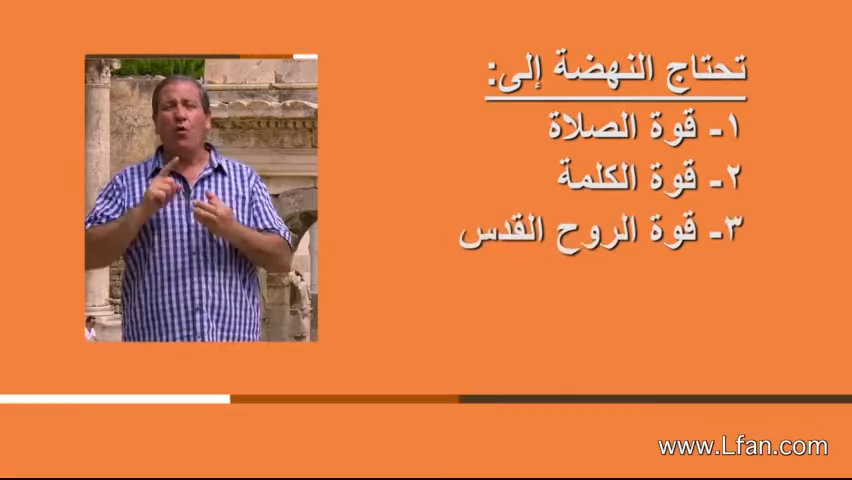 تحتاج النهضة إلى:
١- قوة الصلاة
٢- قوة الكلمة
٣- قوة الروح القدس
www.Lfan.com